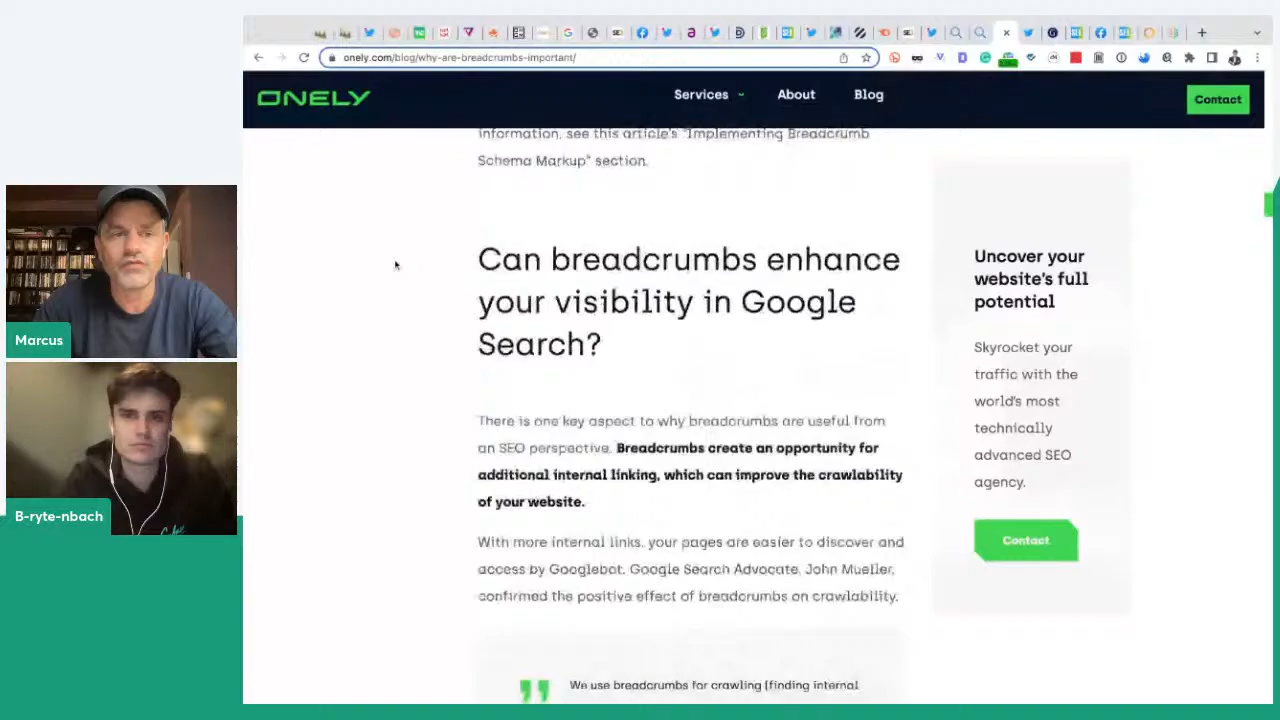 onely.com/blog/why-are-breadcrumbs-important/
ONELY
Services
About
Blog
Contact
information, see this article's "Implementing Breadcrumb
Schema Markup" section.
Can breadcrumbs enhance
your visibility in Google
Search?
There is one key aspect to why breadcrumbs are useful from
an SEO perspective. Breadcrumbs create an opportunity for
additional internal linking, which can improve the crawlability
of your website.
With more internal links, your pages are easier to discover and
access by Googlebot. Google Search Advocate, John Mueller,
confirmed the positive effect of breadcrumbs on crawlability.
We use breadcrumbs for crawling (finding internal
Uncover your
website's full
potential
Skyrocket your
traffic with the
world's most
technically
advanced SEO
agency.
Contact
Marcus
B-ryte-nbach